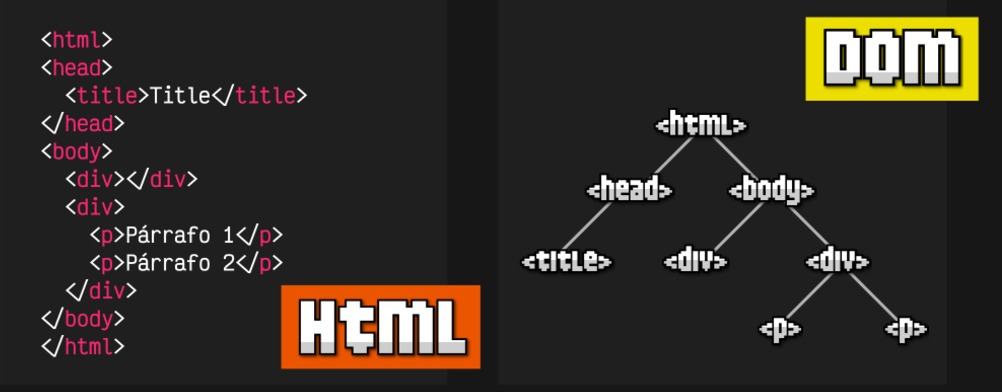 <html>
<head>
<title>Title</title>
</head>
<body>
<div></div>
<div>
<p>Párrafo 1</p>
<p>Párrafo 2</p>
</div>
</body>
</html>
HTML
DOM
<html>
<head> <body>
<title> <div> <div>
<p> <p>